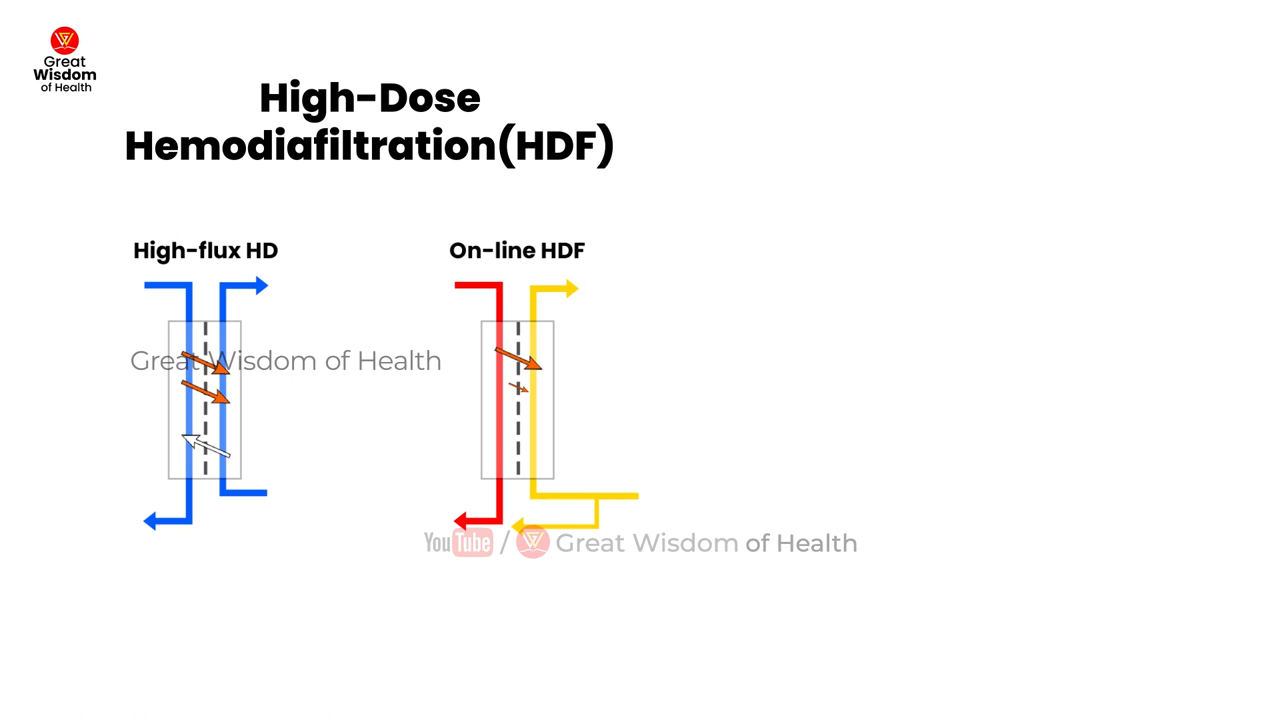 Great
Wisdom
of Health
High-Dose
Hemodiafiltration(HDF)
High-flux HD
On-line HDF
Great Wisdom of Health
YouTube / Great Wisdom of Health